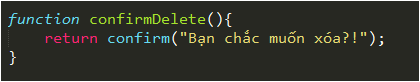 function confirmDelete(){
    return confirm("Bạn chắc muốn xóa?!");
}